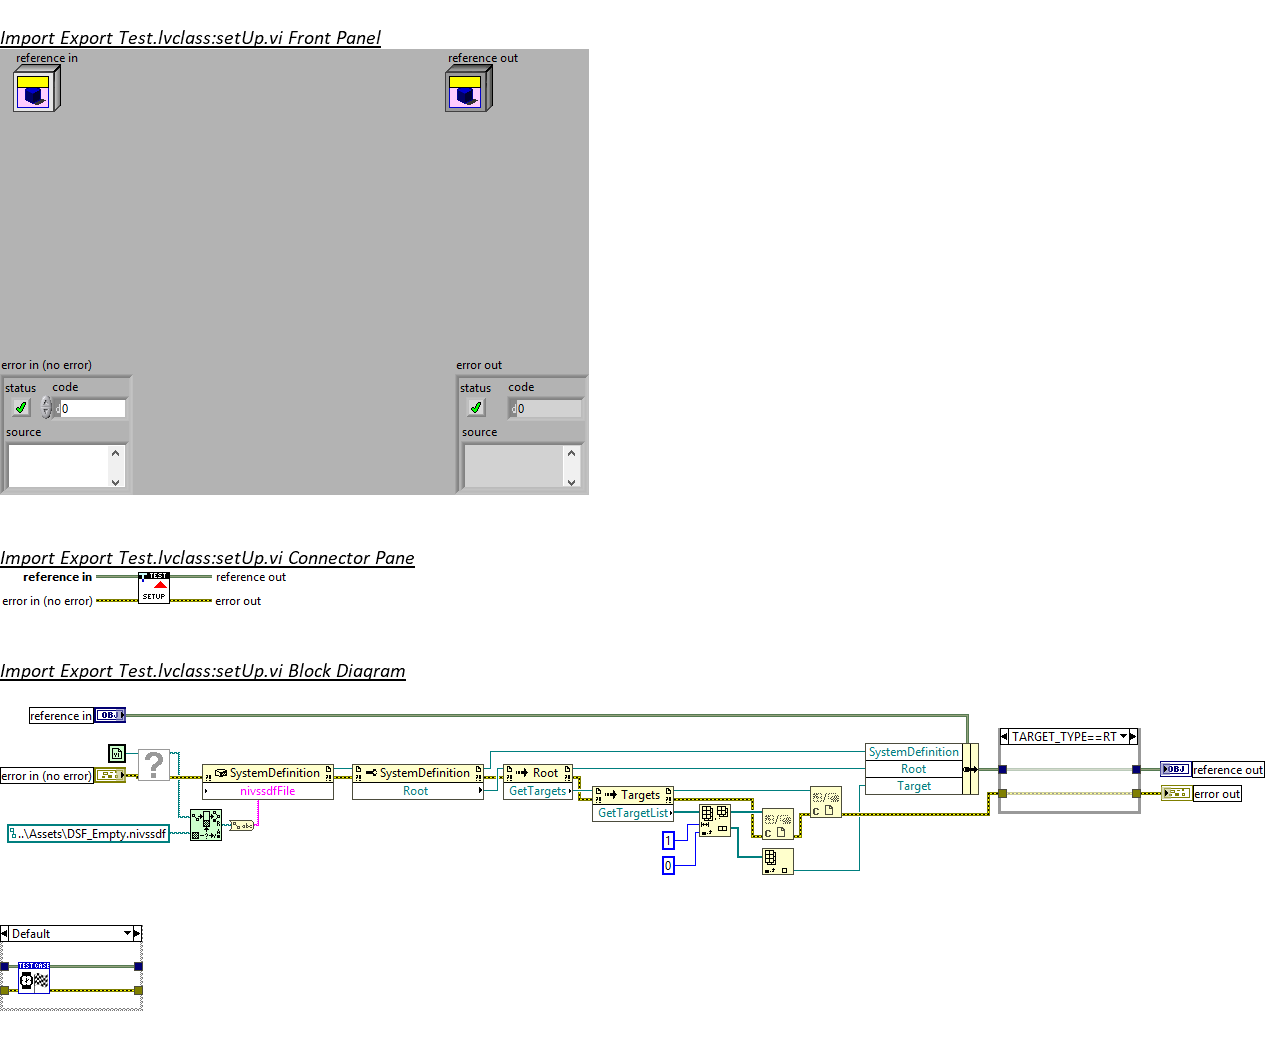 Import Export Test.lvclass:setUp.vi Front Panel
reference in
reference out
error in (no error)
error out
status code
status code
d 0
d 0
source
source
Import Export Test.lvclass:setUp.vi Connector Pane
reference in
TEST
reference out
SETUP
error in (no error)
error out
Import Export Test.lvclass:setUp.vi Block Diagram
reference in
OBJ
TARGET_TYPE==RT
SystemDefinition
Root
Target
?
error in (no error)
SystemDefinition
nivssdfFile
SystemDefinition
Root
Root
GetTargets
Targets
GetTargetList
OBJ
reference out
error out
..\Assets\DSF_Empty.nivssdf
abc
1
0
C
C
Default
TEST CASE